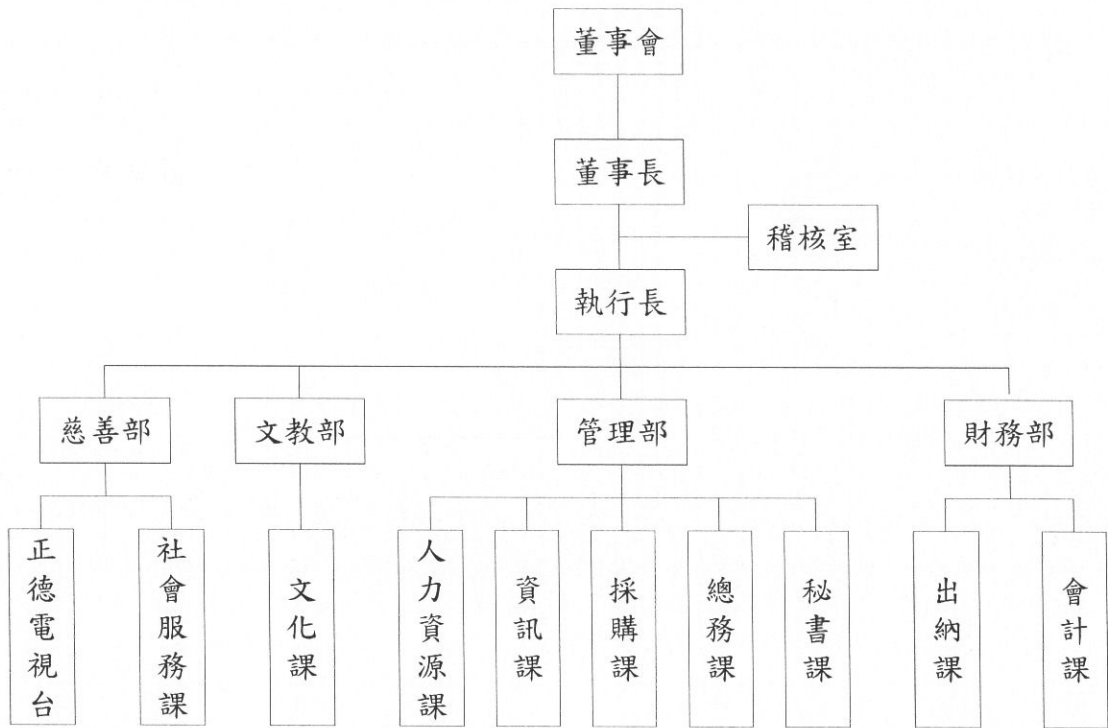 董事會
董事長
稽核室
執行長
慈善部
文教部
管理部
財務部
正德電視台
社會服務課
文化課
人力資源課
資訊課
採購課
總務課
秘書課
出納課
會計課